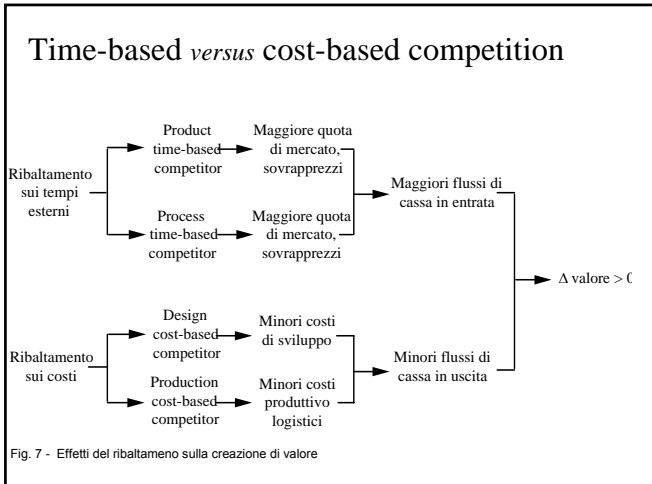 Time-based versus cost-based competition
Product
time-based
competitor
Maggiore quota
di mercato,
sovrapprezzi
Ribaltamento
sui tempi
esterni
Maggiori flussi di
cassa in entrata
Process
time-based
competitor
Maggiore quota
di mercato,
sovrapprezzi
Δ valore > 0
Design
cost-based
competitor
Minori costi
di sviluppo
Ribaltamento
sui costi
Minori flussi di
cassa in uscita
Production
cost-based
competitor
Minori costi
produttivo
logistici
Fig. 7 - Effetti del ribaltameno sulla creazione di valore